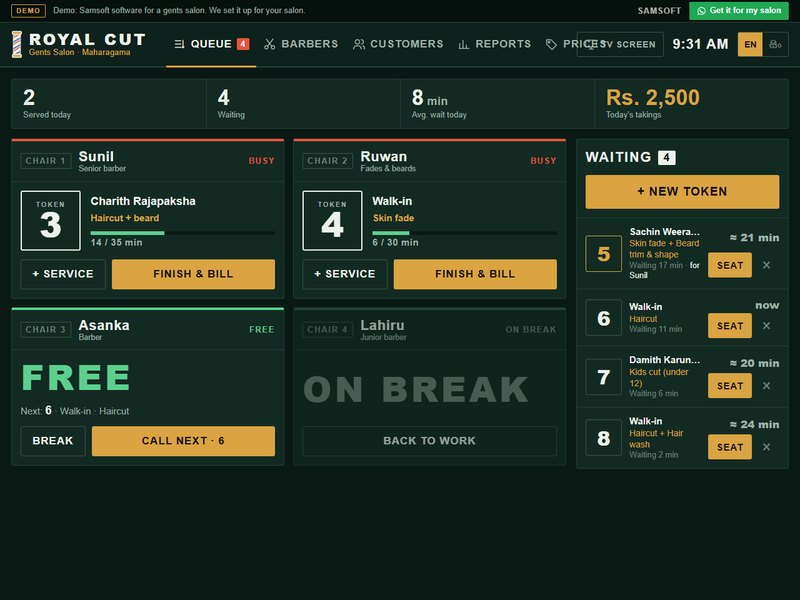 DEMO Demo: Samsoft software for a gents salon. We set it up for your salon. SAMSOFT Get it for my salon
ROYAL CUT
Gents Salon · Maharagama
QUEUE 4 BARBERS CUSTOMERS REPORTS PRICES TV SCREEN 9:31 AM EN
2
Served today
4
Waiting
8 min
Avg. wait today
Rs. 2,500
Today's takings
CHAIR 1 Sunil BUSY
Senior barber
TOKEN
3
Charith Rajapaksha
Haircut + beard
14 / 35 min
+ SERVICE FINISH & BILL
CHAIR 2 Ruwan BUSY
Fades & beards
TOKEN
4
Walk-in
Skin fade
6 / 30 min
+ SERVICE FINISH & BILL
CHAIR 3 Asanka FREE
Barber
FREE
Next: 6 · Walk-in · Haircut
BREAK CALL NEXT · 6
CHAIR 4 Lahiru ON BREAK
Junior barber
ON BREAK
BACK TO WORK
WAITING 4
+ NEW TOKEN
5
Sachin Weera…
Skin fade + Beard
trim & shape
Waiting 17 min · for
Sunil
≈ 21 min
SEAT ×
6
Walk-in
Haircut
Waiting 11 min
now
SEAT ×
7
Damith Karun…
Kids cut (under
12)
Waiting 6 min
≈ 20 min
SEAT ×
8
Walk-in
Haircut + Hair
wash
Waiting 2 min
≈ 24 min
SEAT ×